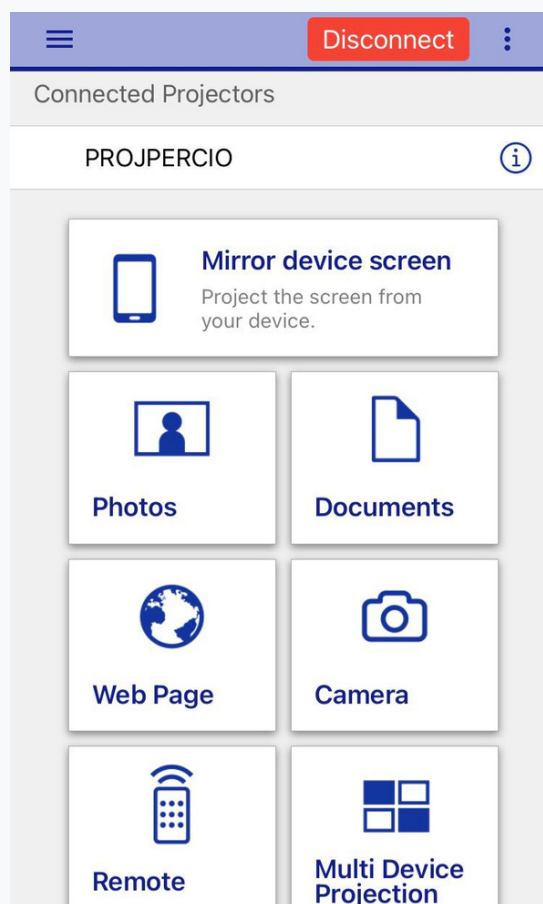 Disconnect
Connected Projectors
PROJPERCIO
Mirror device screen
Project the screen from
your device.
Photos
Documents
Web Page
Camera
Remote
Multi Device
Projection